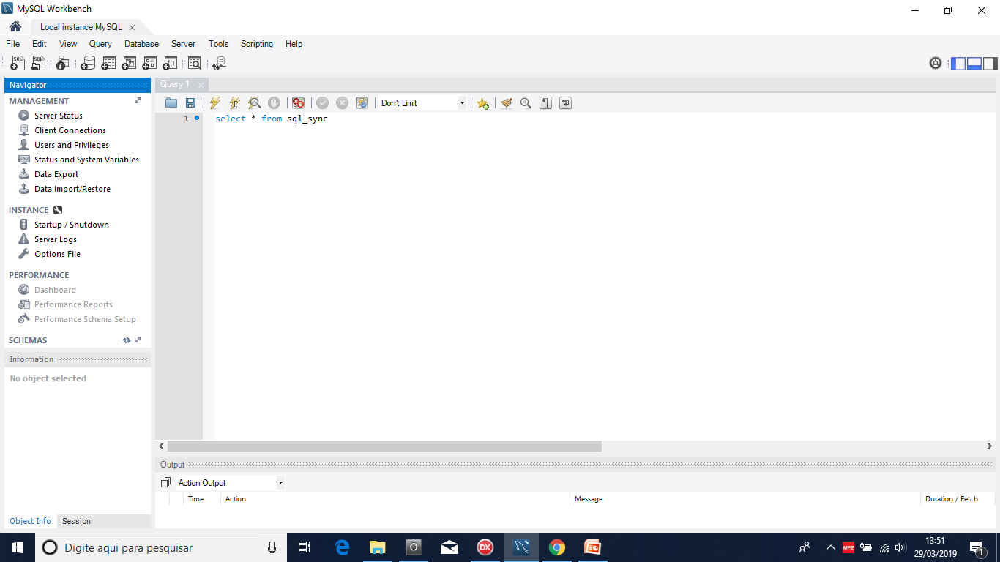 MySQL Workbench
Local instance MySQL
File Edit View Query Database Server Tools Scripting Help
Navigator
MANAGEMENT
Server Status
Client Connections
Users and Privileges
Status and System Variables
Data Export
Data Import/Restore
INSTANCE
Startup / Shutdown
Server Logs
Options File
PERFORMANCE
Dashboard
Performance Reports
Performance Schema Setup
SCHEMAS
Information
No object selected
Object Info Session
Query 1
Don't Limit
1 select * from sql_sync
Output
Action Output
Time Action Message Duration / Fetch
Digite aqui para pesquisar
13:51
29/03/2019
1